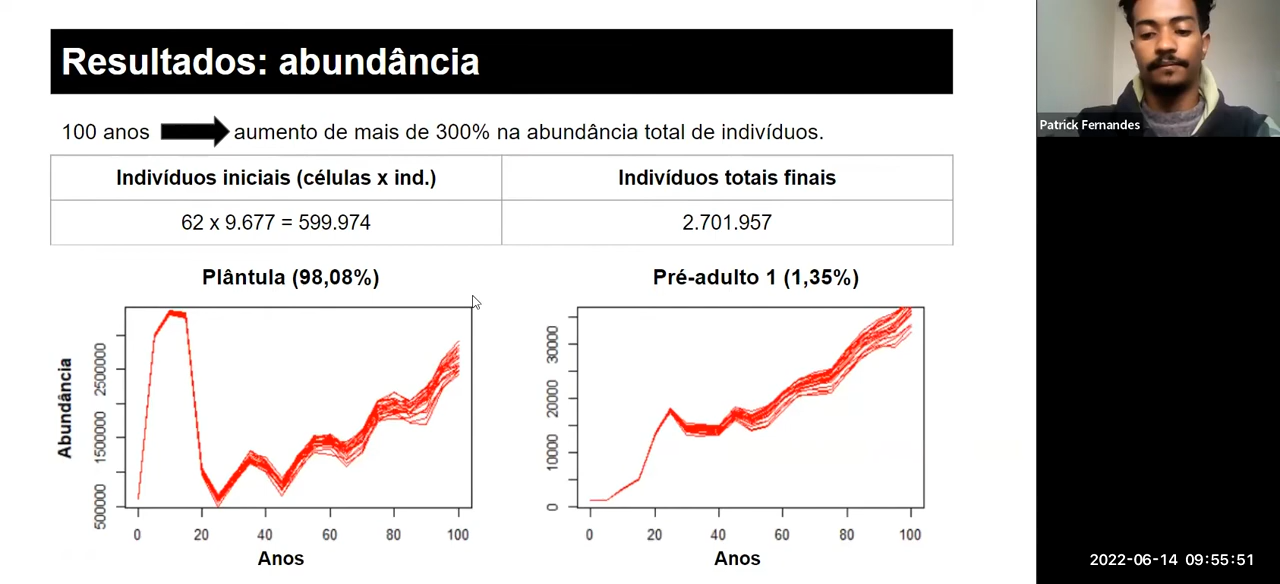 Resultados: abundância
Patrick Fernandes
100 anos aumento de mais de 300% na abundância total de indivíduos.
Indivíduos iniciais (células x ind.) Indivíduos totais finais
62 x 9.677 = 599.974 2.701.957
Plântula (98,08%) Pré-adulto 1 (1,35%)
Abundância
500000 1500000 2500000
0 20 40 60 80 100
Anos
0 10000 20000 30000
0 20 40 60 80 100
Anos
2022-06-14 09:55:51